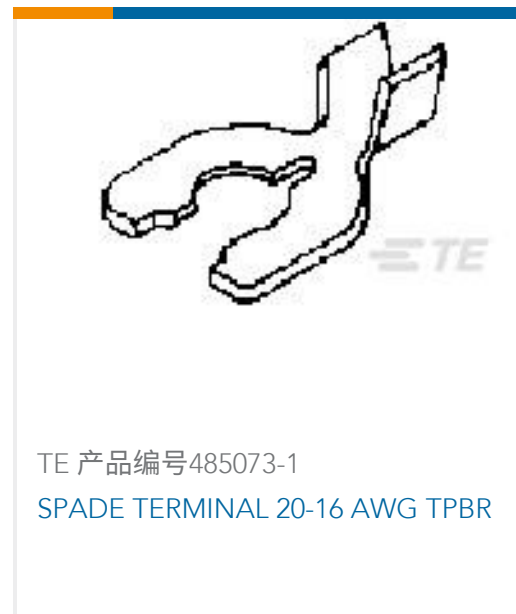 TE
TE 产品编号485073-1
SPADE TERMINAL 20-16 AWG TPBR